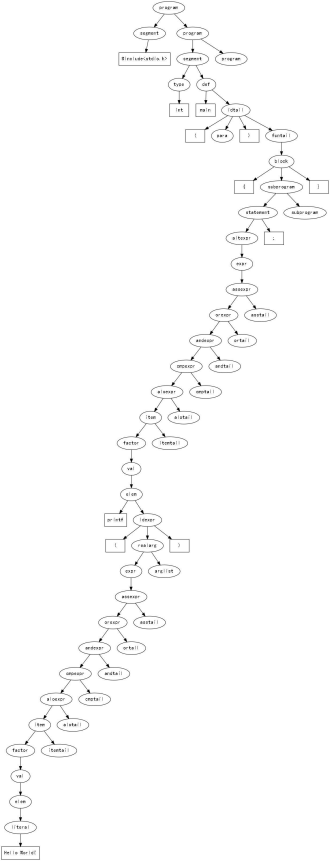 program
segment program
#include<stdio.h> segment program
type def
int main idtail
( para ) funtail
block
{ subprogram }
statement subprogram
altexpr ;
expr
assexpr
orexpr asstail
andexpr ortail
cmpexpr andtail
aloexpr cmptail
item alotail
factor itemtail
val
elem
printf idexpr
( realarg )
expr arglist
assexpr
orexpr asstail
andexpr ortail
cmpexpr andtail
aloexpr cmptail
item alotail
factor itemtail
val
elem
literal
Hello World!